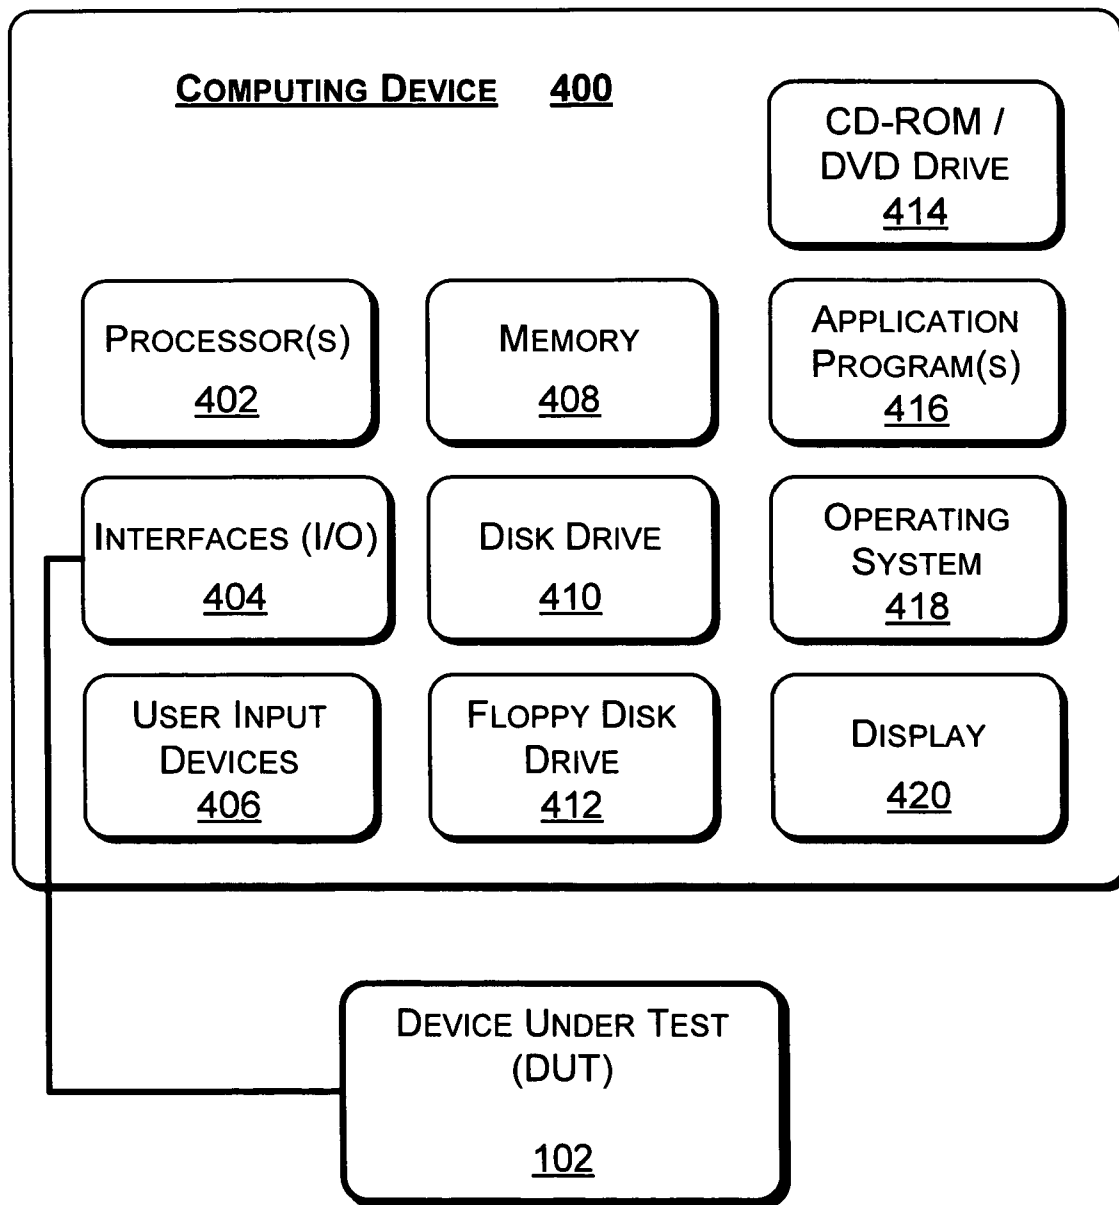 COMPUTING DEVICE 400
CD-ROM /
DVD DRIVE
414
PROCESSOR(S)
402
MEMORY
408
APPLICATION
PROGRAM(S)
416
INTERFACES (I/O)
404
DISK DRIVE
410
OPERATING
SYSTEM
418
USER INPUT
DEVICES
406
FLOPPY DISK
DRIVE
412
DISPLAY
420
DEVICE UNDER TEST
(DUT)
102